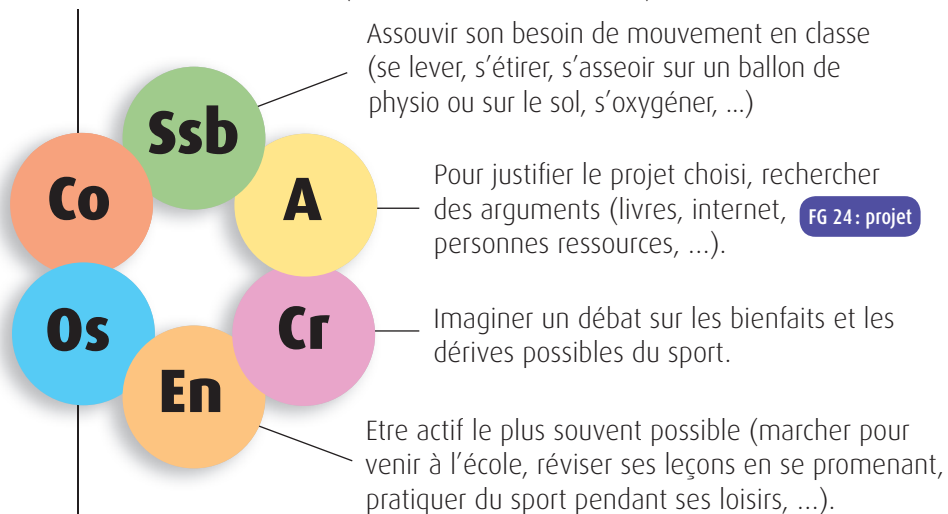 Assouvir son besoin de mouvement en classe
(se lever, s'étirer, s'asseoir sur un ballon de
physio ou sur le sol, s'oxygéner, ...)
Ssb
Co
A
Pour justifier le projet choisi, rechercher
des arguments (livres, internet, FG 24 : projet
personnes ressources, ...).
Os
Cr
Imaginer un débat sur les bienfaits et les
dérives possibles du sport.
En
Etre actif le plus souvent possible (marcher pour
venir à l'école, réviser ses leçons en se promenant,
pratiquer du sport pendant ses loisirs, ...).